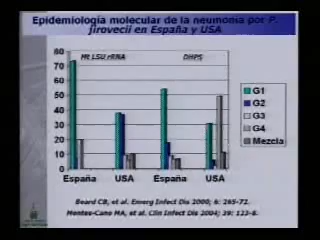 Epidemiología molecular de la neumonía por P.
jirovecii en España y USA
80
70
60
50
40
30
20
10
0
Mt LSU rRNA
DHPS
España
USA
España
USA
G1
G2
G3
G4
Mezcla
Beard CB, et al. Emerg Infect Dis 2000; 6: 265-72.
Montes-Cano MA, et al. Clin Infect Dis 2004; 39: 123-8.